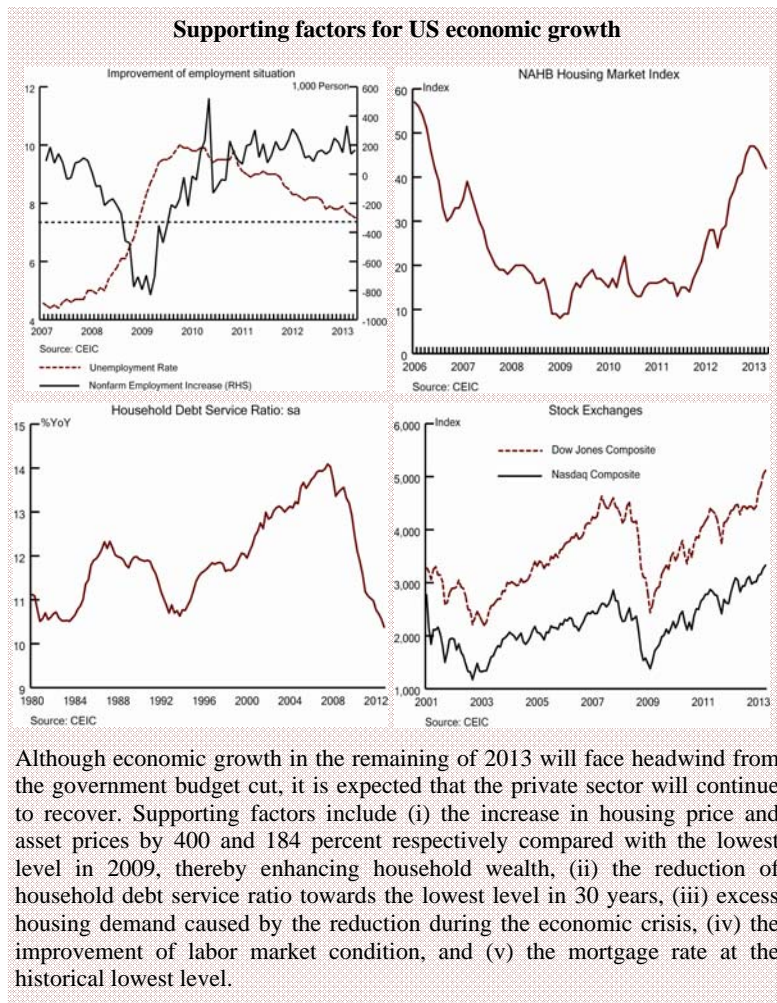 Supporting factors for US economic growth
Improvement of employment situation
1,000 Person
12
10
8
6
4
600
400
200
0
-200
-400
-600
-800
-1000
2007 2008 2009 2010 2011 2012 2013
Source: CEIC
Unemployment Rate
Nonfarm Employment Increase (RHS)
NAHB Housing Market Index
Index
60
50
40
30
20
10
0
2006 2007 2008 2009 2010 2011 2012 2013
Source: CEIC
Household Debt Service Ratio: sa
%YoY
15
14
13
12
11
10
9
1980 1984 1988 1992 1996 2000 2004 2008 2012
Source: CEIC
Stock Exchanges
Index
6,000
5,000
4,000
3,000
2,000
1,000
Dow Jones Composite
Nasdaq Composite
2001 2003 2005 2007 2009 2011 2013
Source: CEIC
Although economic growth in the remaining of 2013 will face headwind from
the government budget cut, it is expected that the private sector will continue
to recover. Supporting factors include (i) the increase in housing price and
asset prices by 400 and 184 percent respectively compared with the lowest
level in 2009, thereby enhancing household wealth, (ii) the reduction of
household debt service ratio towards the lowest level in 30 years, (iii) excess
housing demand caused by the reduction during the economic crisis, (iv) the
improvement of labor market condition, and (v) the mortgage rate at the
historical lowest level.